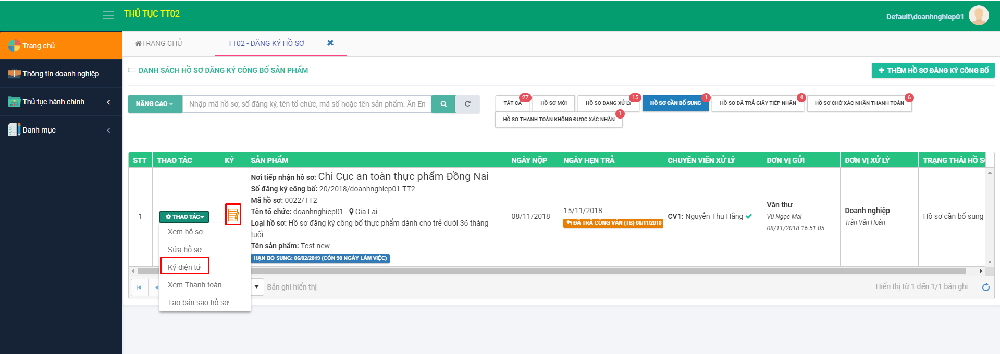 THỦ TỤC TT02
Default\doanhnghiep01
Trang chủ
Thông tin doanh nghiệp
Thủ tục hành chính
Danh mục
TRANG CHỦ
TT02 - ĐĂNG KÝ HỒ SƠ
DANH SÁCH HỒ SƠ ĐĂNG KÝ CÔNG BỐ SẢN PHẨM
THÊM HỒ SƠ ĐĂNG KÝ CÔNG BỐ
NÂNG CAO
Nhập mã hồ sơ, số đăng ký, tên tổ chức, mã số hoặc tên sản phẩm. Ấn En
TẤT CẢ 27
HỒ SƠ MỚI
HỒ SƠ ĐANG XỬ LÝ 15
HỒ SƠ CẦN BỔ SUNG 1
HỒ SƠ ĐÃ TRẢ GIẤY TIẾP NHẬN 4
HỒ SƠ CHỜ XÁC NHẬN THANH TOÁN 6
HỒ SƠ THANH TOÁN KHÔNG ĐƯỢC XÁC NHẬN 1
STT THAO TÁC KÝ SẢN PHẨM NGÀY NỘP NGÀY HẸN TRẢ CHUYÊN VIÊN XỬ LÝ ĐƠN VỊ GỬI ĐƠN VỊ XỬ LÝ TRẠNG THÁI HỒ SƠ
1
THAO TÁC
Xem hồ sơ
Sửa hồ sơ
Ký điện tử
Xem Thanh toán
Tạo bản sao hồ sơ
Nơi tiếp nhận hồ sơ: Chi Cục an toàn thực phẩm Đồng Nai
Số đăng ký công bố: 20/2018/doanhnghiep01-TT2
Mã hồ sơ: 0022/TT2
Tên tổ chức: doanhnghiep01 - Gia Lai
Loại hồ sơ: Hồ sơ đăng ký công bố thực phẩm dành cho trẻ dưới 36 tháng
tuổi
Tên sản phẩm: Test new
HẠN BỔ SUNG: 06/02/2019 (CÒN 90 NGÀY LÀM VIỆC)
08/11/2018
15/11/2018
ĐÃ TRẢ CÔNG VĂN (TB) 08/11/2018
CV1: Nguyễn Thu Hằng
Văn thư
Vũ Ngọc Mai
08/11/2018 16:51:05
Doanh nghiệp
Trần Văn Hoàn
Hồ sơ cần bổ sung
Bản ghi hiển thị
Hiển thị từ 1 đến 1/1 bản ghi